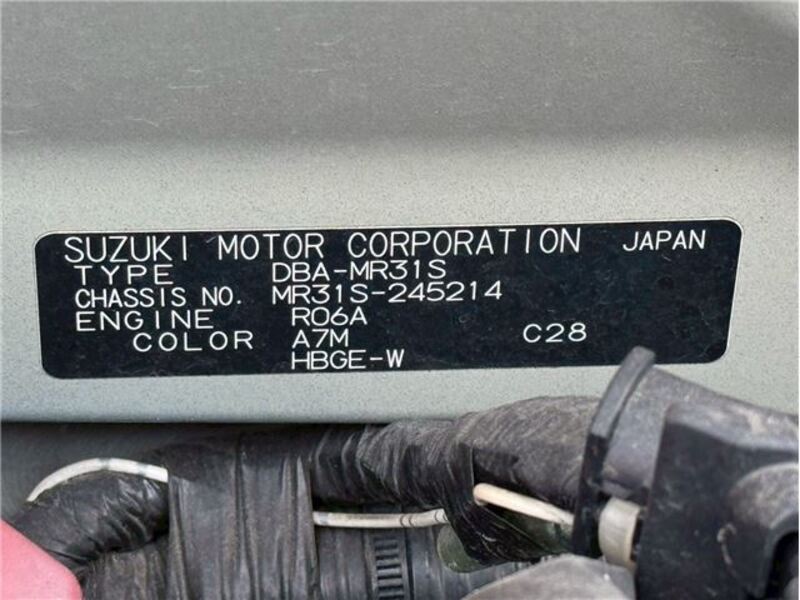 SUZUKI MOTOR CORPORATION JAPAN
TYPE DBA-MR31S
CHASSIS NO. MR31S-245214
ENGINE R06A
COLOR A7M C28
HBGE-W